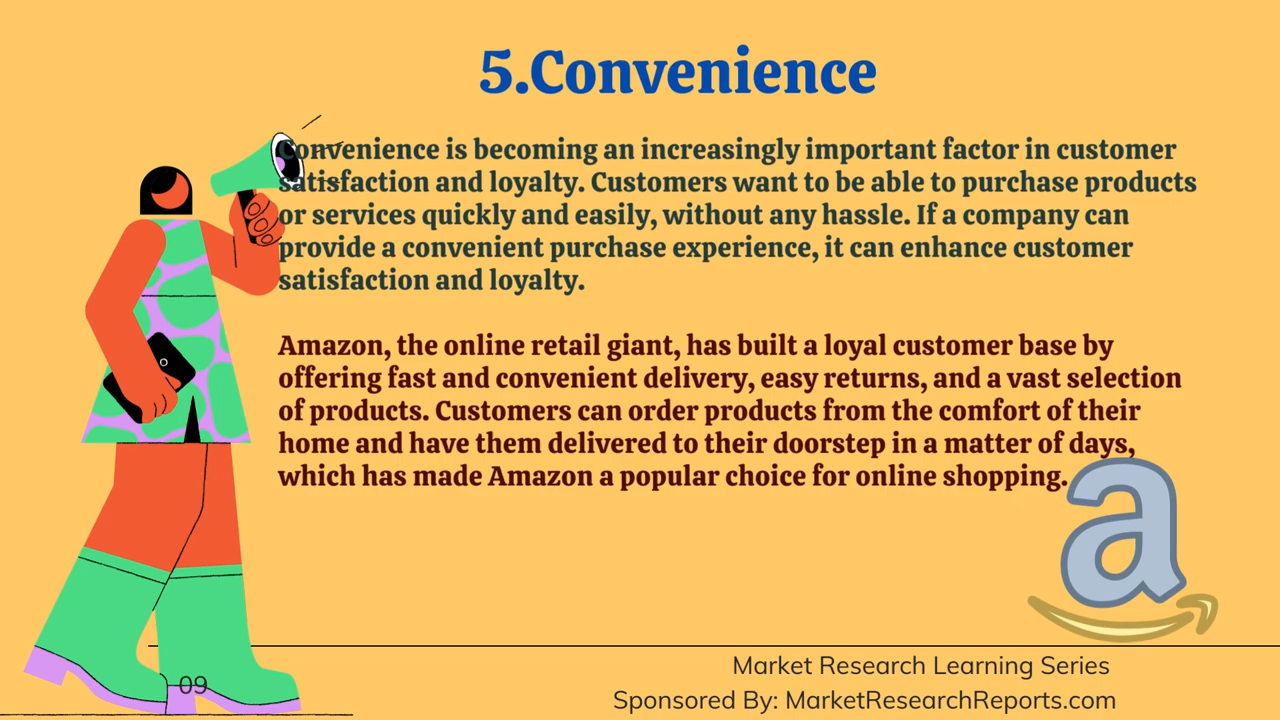 5.Convenience
Convenience is becoming an increasingly important factor in customer
satisfaction and loyalty. Customers want to be able to purchase products
or services quickly and easily, without any hassle. If a company can
provide a convenient purchase experience, it can enhance customer
satisfaction and loyalty.
Amazon, the online retail giant, has built a loyal customer base by
offering fast and convenient delivery, easy returns, and a vast selection
of products. Customers can order products from the comfort of their
home and have them delivered to their doorstep in a matter of days,
which has made Amazon a popular choice for online shopping.
a
09
Market Research Learning Series
Sponsored By: MarketResearchReports.com